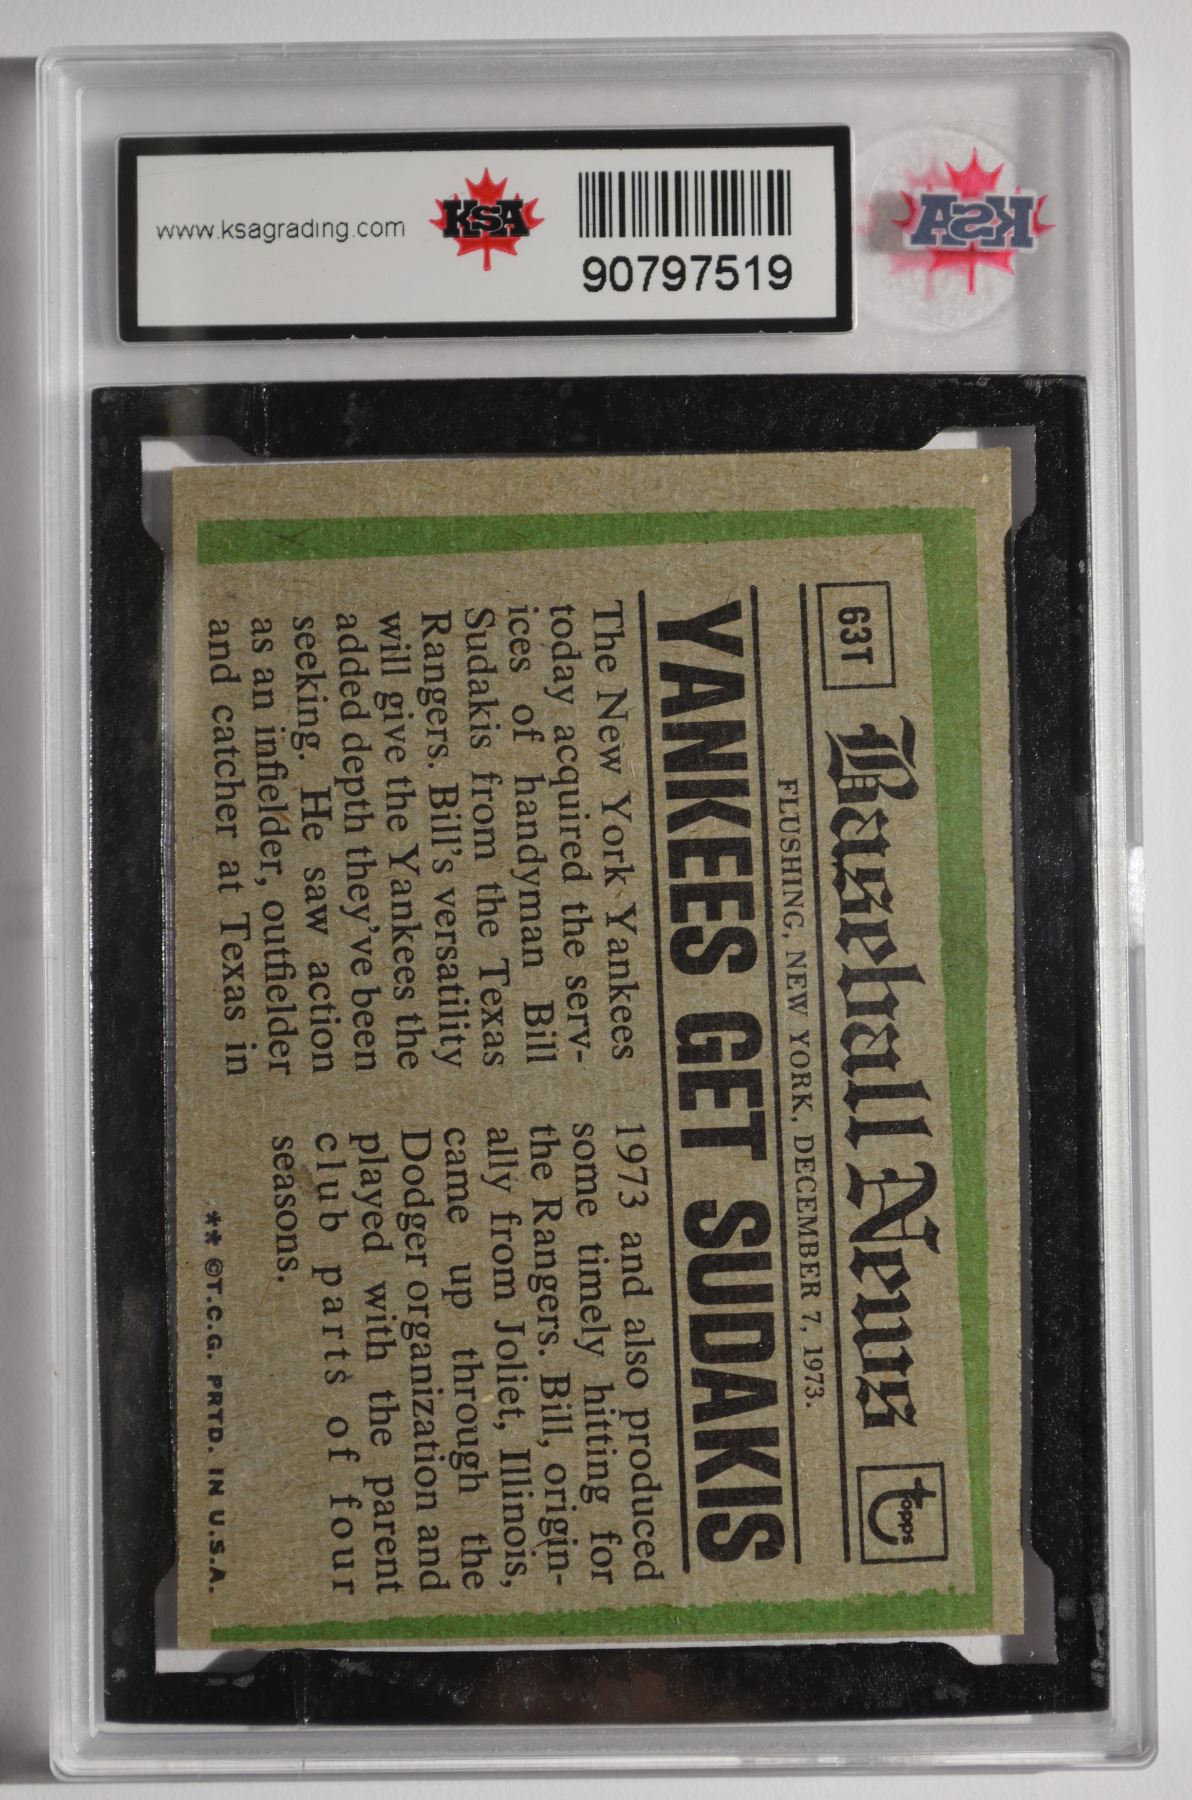 www.ksagrading.com
KSA
90797519
KSA
63T
Baseball News
topps
FLUSHING, NEW YORK, DECEMBER 7, 1973.
YANKEES GET SUDAKIS
The New York Yankees
today acquired the serv-
ices of handyman Bill
Sudakis from the Texas
Rangers. Bill's versatility
will give the Yankees the
added depth they've been
seeking. He saw action
as an infielder, outfielder
and catcher at Texas in
1973 and also produced
some timely hitting for
the Rangers. Bill, origin-
ally from Joliet, Illinois,
came up through the
Dodger organization and
played with the parent
club parts of four
seasons.
** ©T.C.G. PRTD. IN U.S.A.